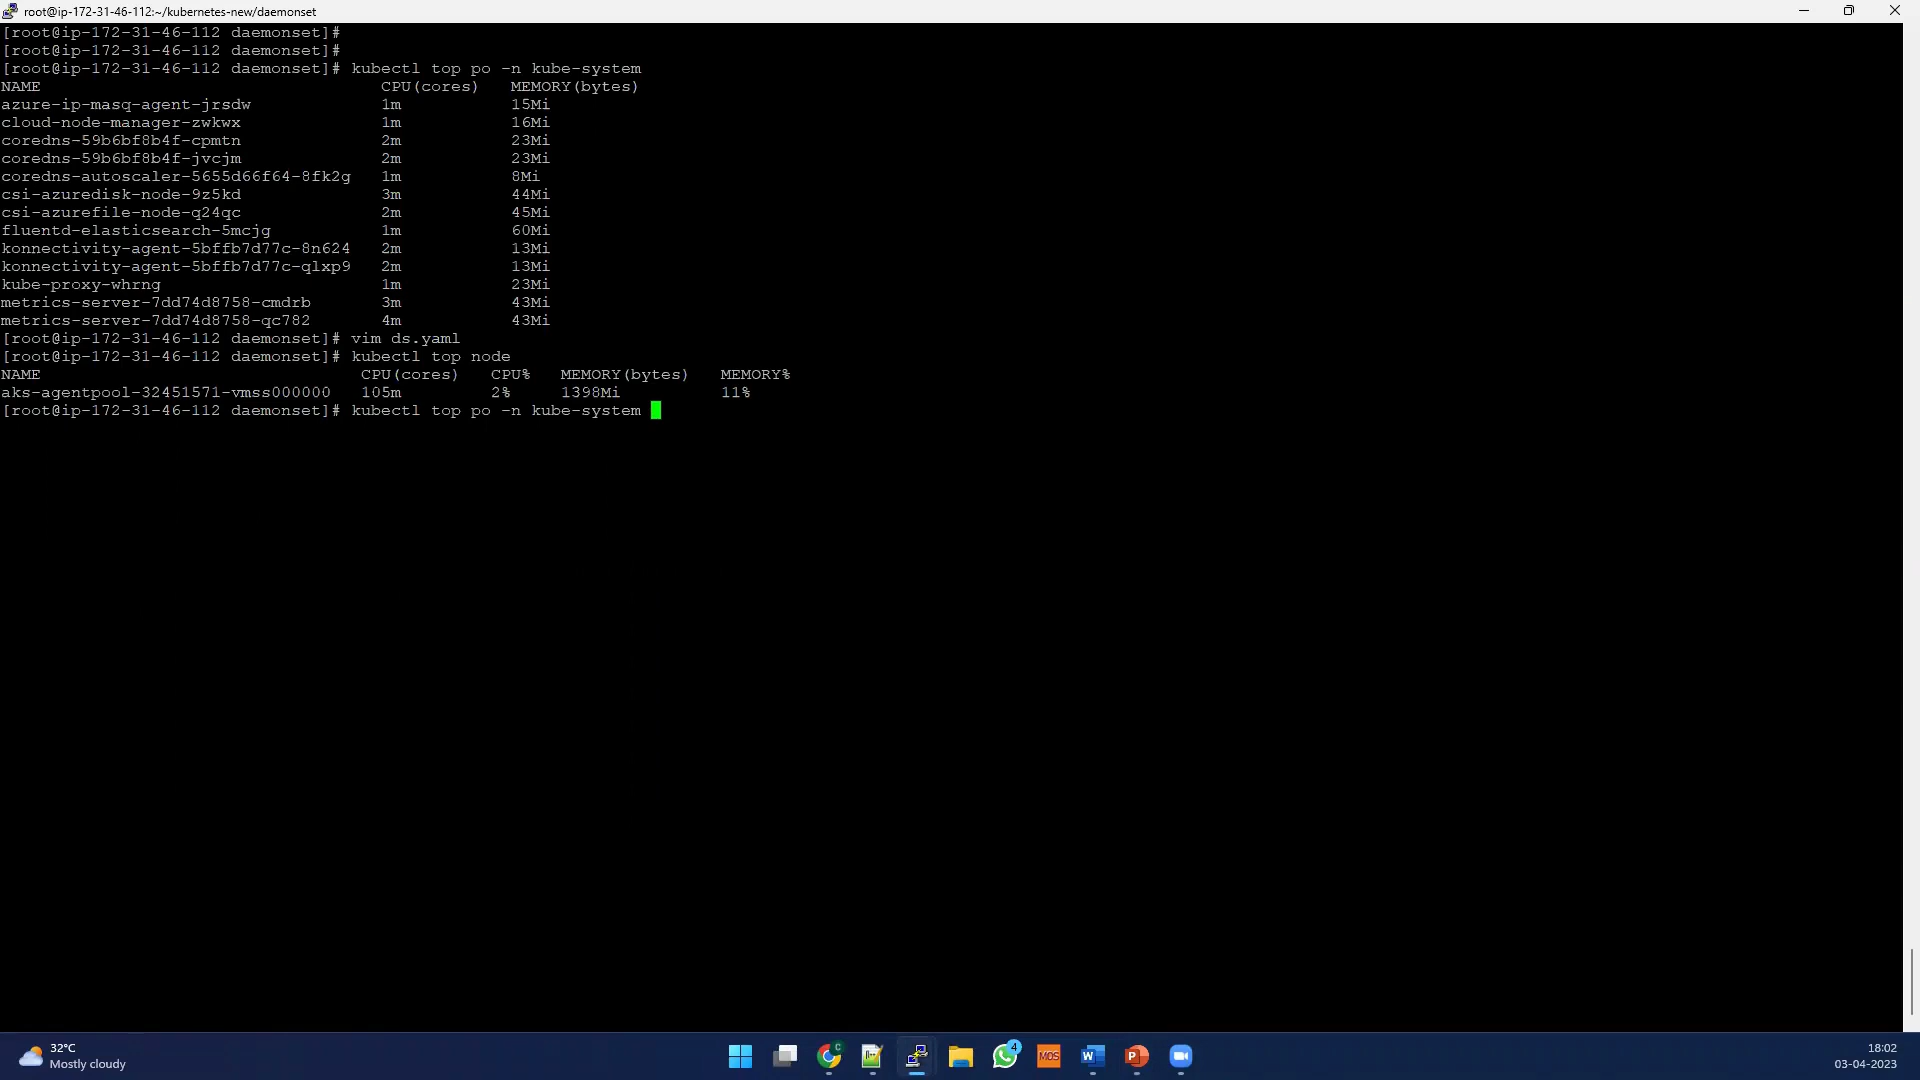 root@ip-172-31-46-112:~/kubernetes-new/daemonset
[root@ip-172-31-46-112 daemonset]#
[root@ip-172-31-46-112 daemonset]#
[root@ip-172-31-46-112 daemonset]# kubectl top po -n kube-system
NAME CPU(cores) MEMORY(bytes)
azure-ip-masq-agent-jrsdw 1m 15Mi
cloud-node-manager-zwkwx 1m 16Mi
coredns-59b6bf8b4f-cpmtn 2m 23Mi
coredns-59b6bf8b4f-jvcjm 2m 23Mi
coredns-autoscaler-5655d66f64-8fk2g 1m 8Mi
csi-azuredisk-node-9z5kd 3m 44Mi
csi-azurefile-node-q24qc 2m 45Mi
fluentd-elasticsearch-5mcjg 1m 60Mi
konnectivity-agent-5bffb7d77c-8n624 2m 13Mi
konnectivity-agent-5bffb7d77c-qlxp9 2m 13Mi
kube-proxy-whrng 1m 23Mi
metrics-server-7dd74d8758-cmdrb 3m 43Mi
metrics-server-7dd74d8758-qc782 4m 43Mi
[root@ip-172-31-46-112 daemonset]# vim ds.yaml
[root@ip-172-31-46-112 daemonset]# kubectl top node
NAME CPU(cores) CPU% MEMORY(bytes) MEMORY%
aks-agentpool-32451571-vmss000000 105m 2% 1398Mi 11%
[root@ip-172-31-46-112 daemonset]# kubectl top po -n kube-system
32°C
Mostly cloudy
C
4
MOS
W
P
18:02
03-04-2023